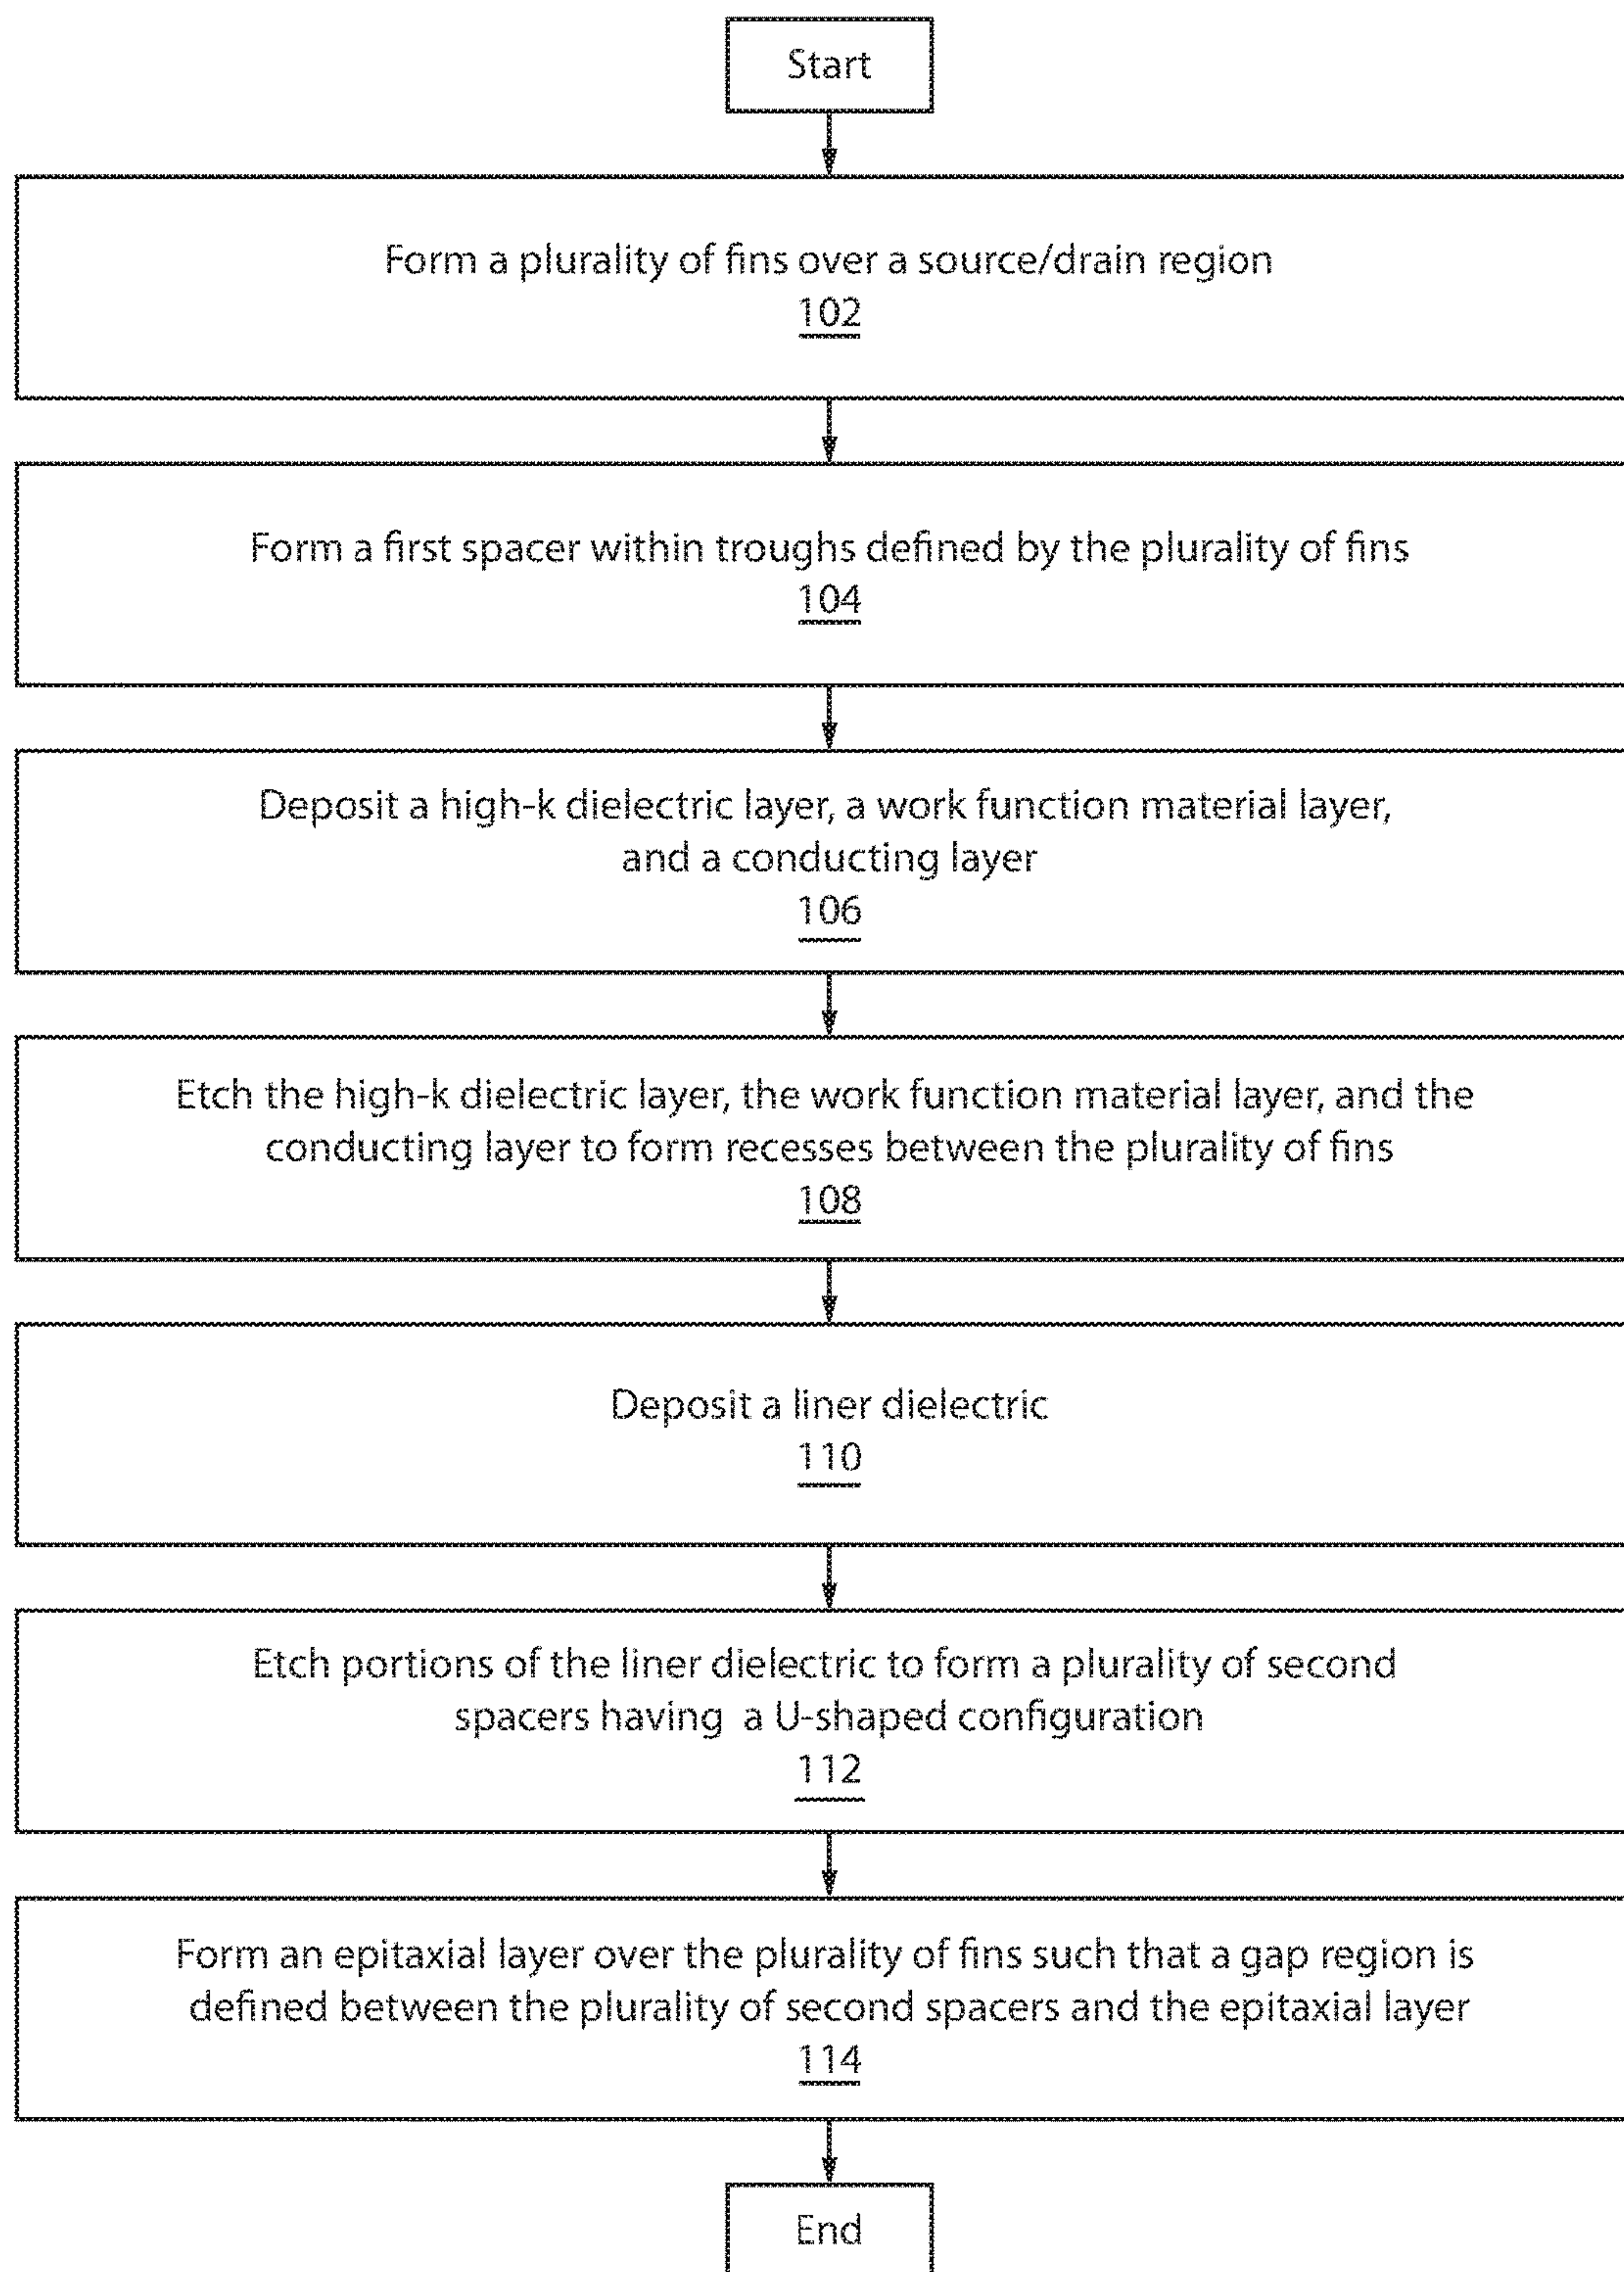 Start
Form a plurality of fins over a source/drain region
102
Form a first spacer within troughs defined by the plurality of fins
104
Deposit a high-k dielectric layer, a work function material layer,
and a conducting layer
106
Etch the high-k dielectric layer, the work function material layer, and the
conducting layer to form recesses between the plurality of fins
108
Deposit a liner dielectric
110
Etch portions of the liner dielectric to form a plurality of second
spacers having a U-shaped configuration
112
Form an epitaxial layer over the plurality of fins such that a gap region is
defined between the plurality of second spacers and the epitaxial layer
114
End